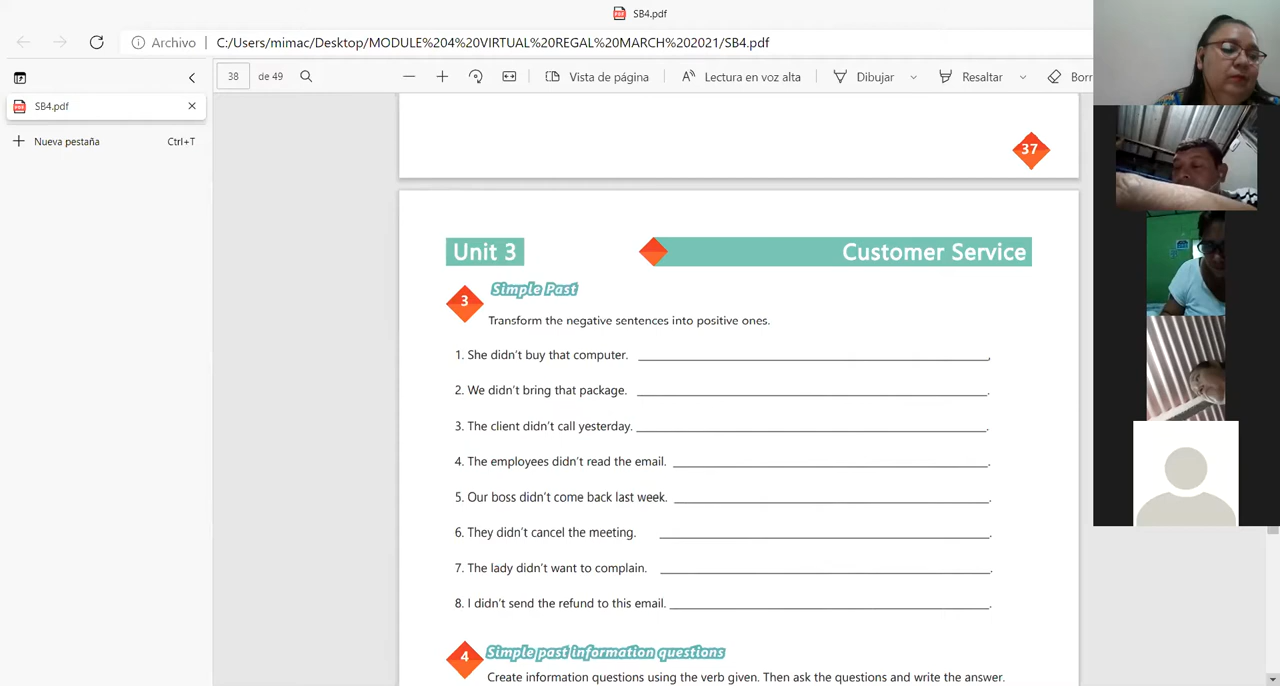 SB4.pdf
Archivo
C:/Users/mimac/Desktop/MODULE%204%20VIRTUAL%20REGAL%20MARCH%202021/SB4.pdf
38 de 49
Vista de página
Lectura en voz alta
Dibujar
Resaltar
Borr
SB4.pdf
Nueva pestaña Ctrl+T
37
Unit 3
Customer Service
3 Simple Past
Transform the negative sentences into positive ones.
1. She didn't buy that computer. ,
2. We didn't bring that package. .
3. The client didn't call yesterday. .
4. The employees didn't read the email. .
5. Our boss didn't come back last week. .
6. They didn't cancel the meeting. .
7. The lady didn't want to complain. .
8. I didn't send the refund to this email. .
4 Simple past information questions
Create information questions using the verb given. Then ask the questions and write the answer.